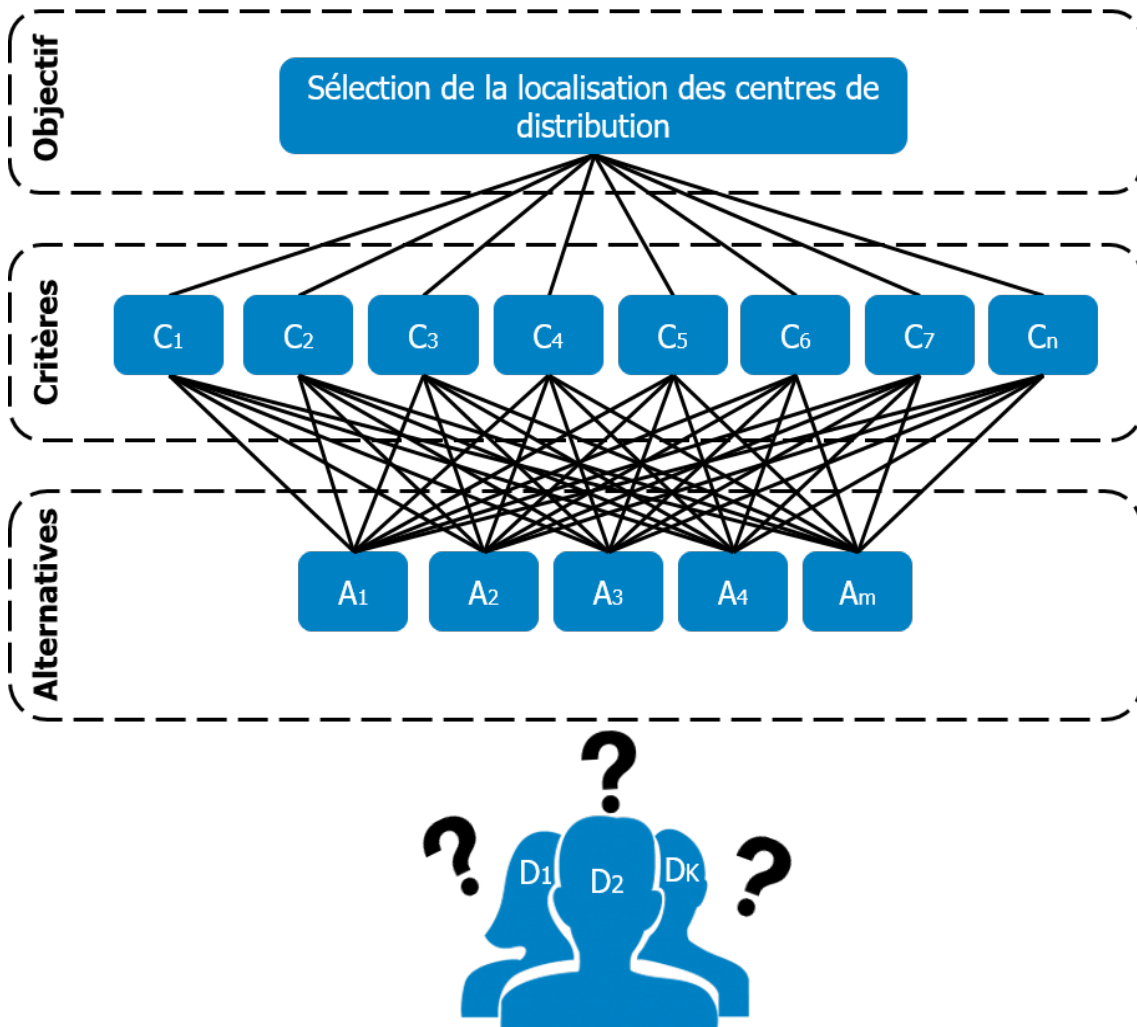 Objectif
Sélection de la localisation des centres de
distribution
Critères
C1 C2 C3 C4 C5 C6 C7 Cn
Alternatives
A1 A2 A3 A4 Am
? ? ?
D1 D2 DK